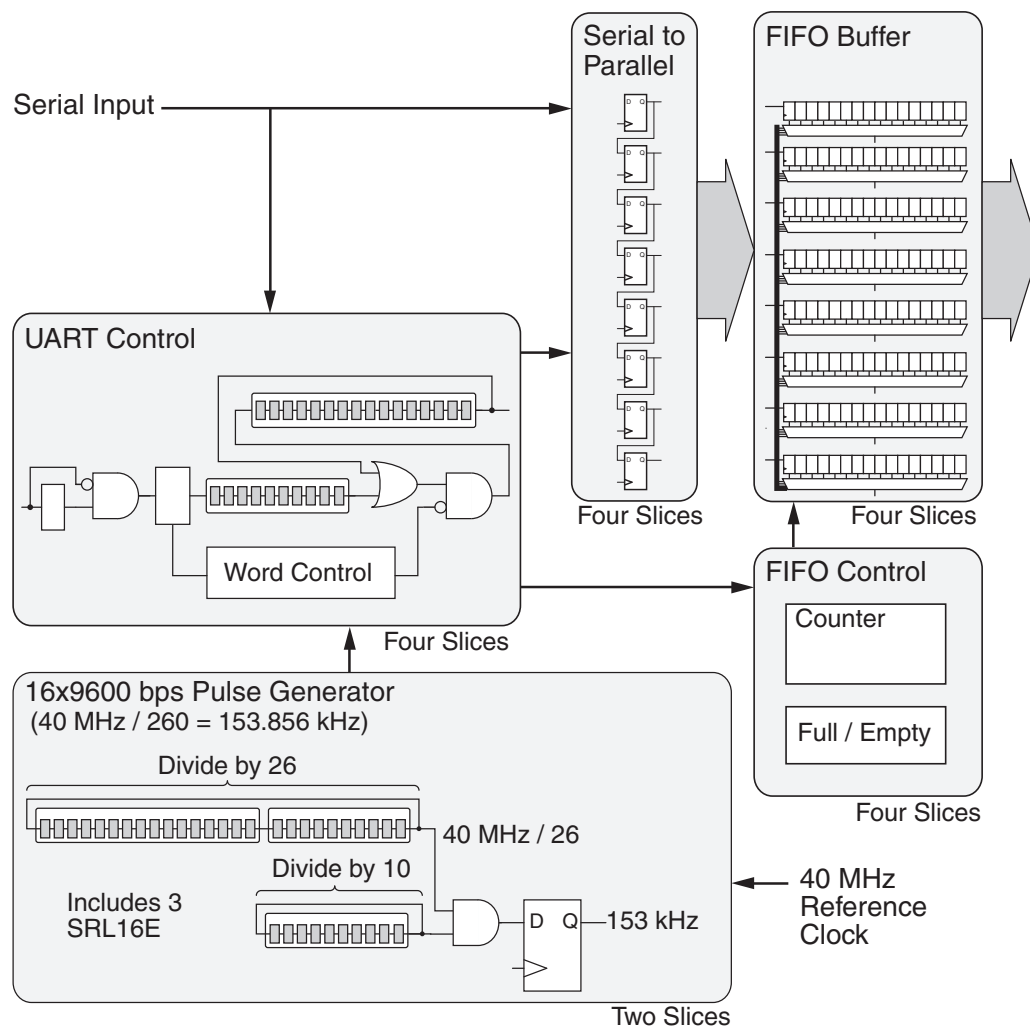 Serial to
Parallel
FIFO Buffer
Serial Input
D Q
D Q
D Q
D Q
D Q
D Q
D Q
D Q
UART Control
Word Control
Four Slices
Four Slices
Four Slices
FIFO Control
Counter
Full / Empty
Four Slices
16x9600 bps Pulse Generator
(40 MHz / 260 = 153.856 kHz)
Divide by 26
40 MHz / 26
Divide by 10
Includes 3
SRL16E
D Q
153 kHz
40 MHz
Reference
Clock
Two Slices